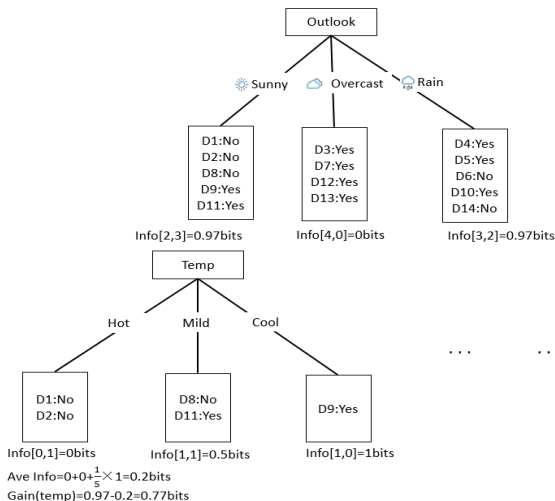 Outlook
Sunny
Overcast
Rain
D1:No
D2:No
D8:No
D9:Yes
D11:Yes
D3:Yes
D7:Yes
D12:Yes
D13:Yes
D4:Yes
D5:Yes
D6:No
D10:Yes
D14:No
Info[2,3]=0.97bits
Info[4,0]=0bits
Info[3,2]=0.97bits
Temp
Hot
Mild
Cool
... ..
D1:No
D2:No
D8:No
D11:Yes
D9:Yes
Info[0,1]=0bits
Info[1,1]=0.5bits
Info[1,0]=1bits
Ave Info=0+0+1/5×1=0.2bits
Gain(temp)=0.97-0.2=0.77bits